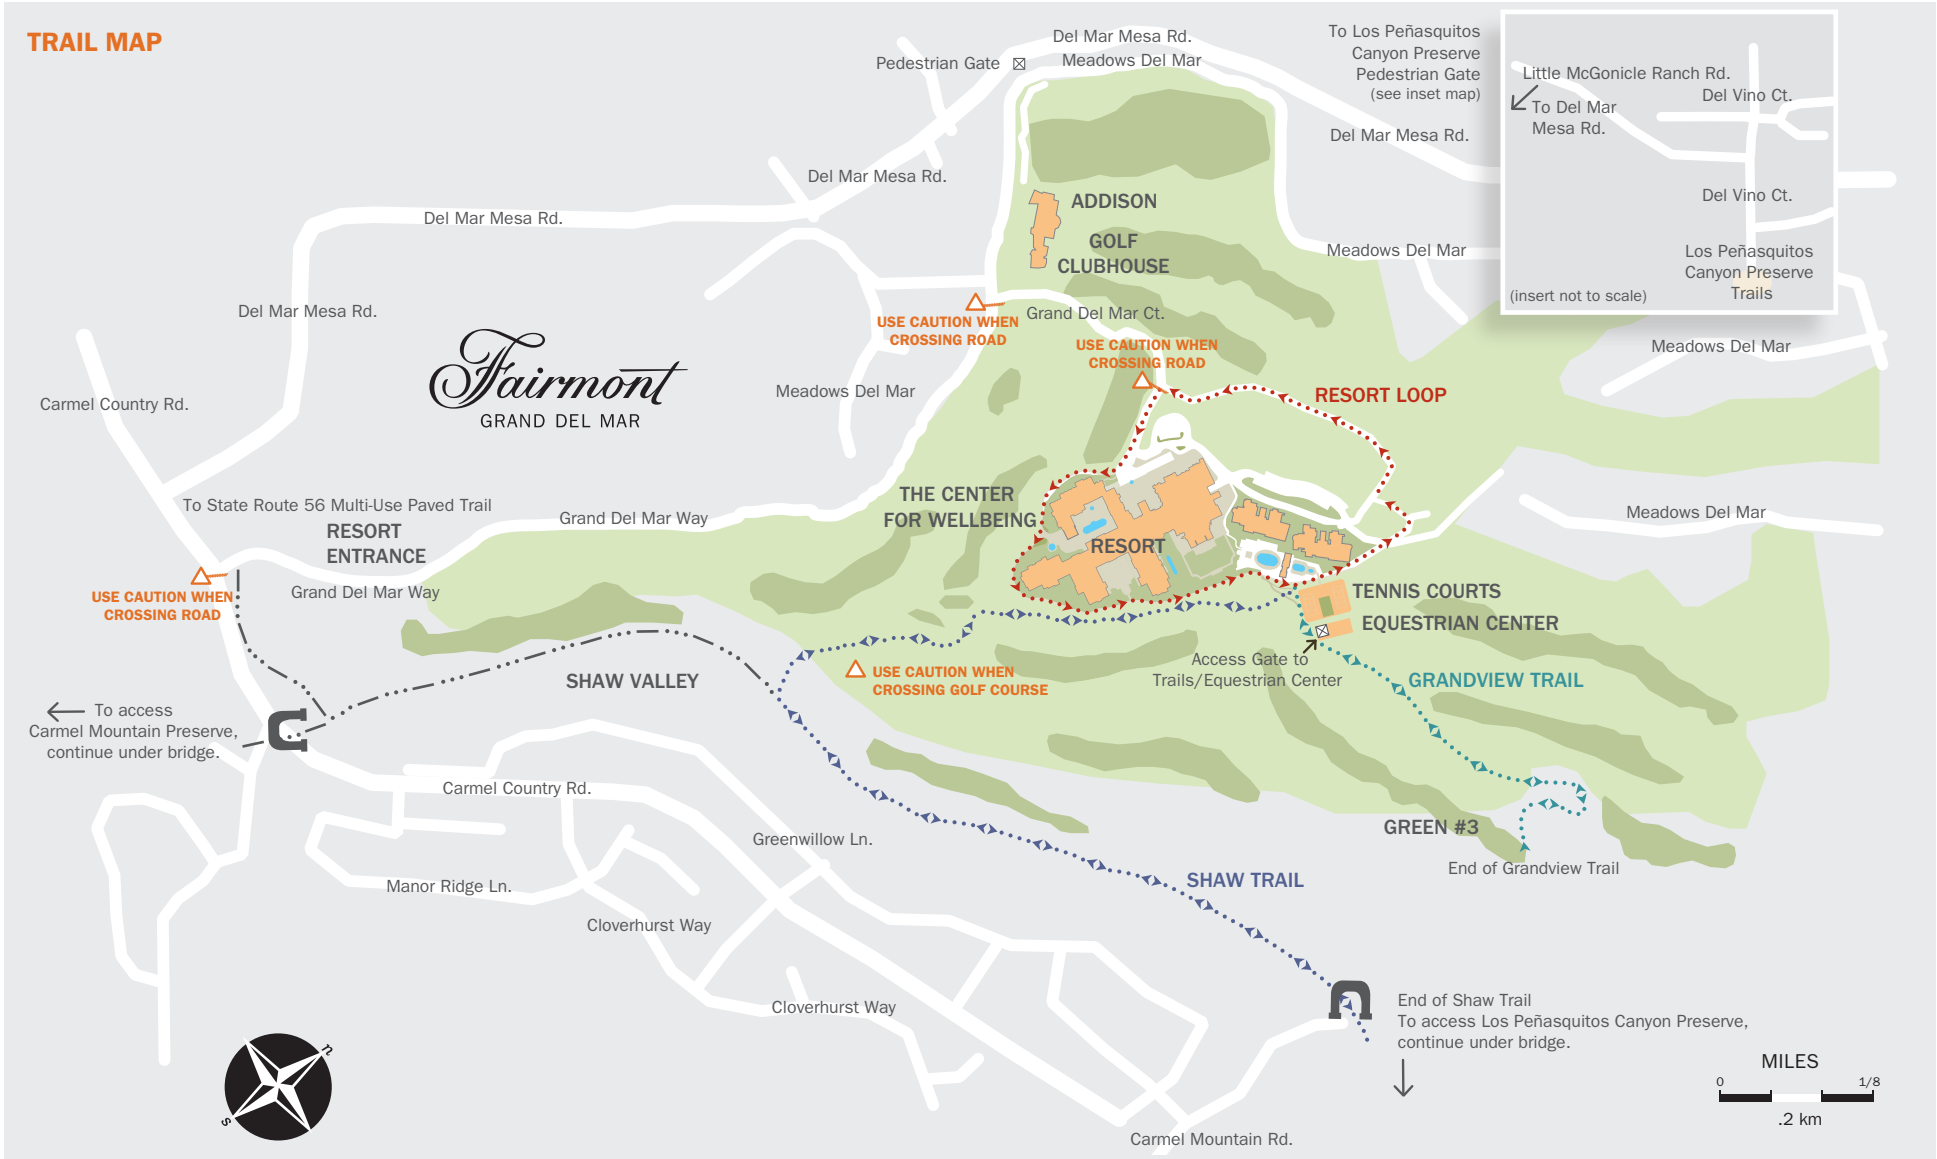 TRAIL MAP
Del Mar Mesa Rd.
Meadows Del Mar
Pedestrian Gate
To Los Peñasquitos
Canyon Preserve
Pedestrian Gate
(see inset map)
Del Mar Mesa Rd.
Little McGonicle Ranch Rd.
Del Vino Ct.
To Del Mar
Mesa Rd.
Del Vino Ct.
Los Peñasquitos
Canyon Preserve
Trails
(insert not to scale)
Del Mar Mesa Rd.
Del Mar Mesa Rd.
Del Mar Mesa Rd.
ADDISON
GOLF
CLUBHOUSE
Meadows Del Mar
Grand Del Mar Ct.
USE CAUTION WHEN
CROSSING ROAD
USE CAUTION WHEN
CROSSING ROAD
Meadows Del Mar
Fairmont
GRAND DEL MAR
Carmel Country Rd.
Meadows Del Mar
RESORT LOOP
To State Route 56 Multi-Use Paved Trail
RESORT
ENTRANCE
Grand Del Mar Way
THE CENTER
FOR WELLBEING
RESORT
Meadows Del Mar
USE CAUTION WHEN
CROSSING ROAD
Grand Del Mar Way
TENNIS COURTS
EQUESTRIAN CENTER
Access Gate to
Trails/Equestrian Center
GRANDVIEW TRAIL
USE CAUTION WHEN
CROSSING GOLF COURSE
SHAW VALLEY
To access
Carmel Mountain Preserve,
continue under bridge.
Carmel Country Rd.
Greenwillow Ln.
GREEN #3
End of Grandview Trail
Manor Ridge Ln.
SHAW TRAIL
Cloverhurst Way
Cloverhurst Way
End of Shaw Trail
To access Los Peñasquitos Canyon Preserve,
continue under bridge.
n
s
MILES
0 1/8
.2 km
Carmel Mountain Rd.